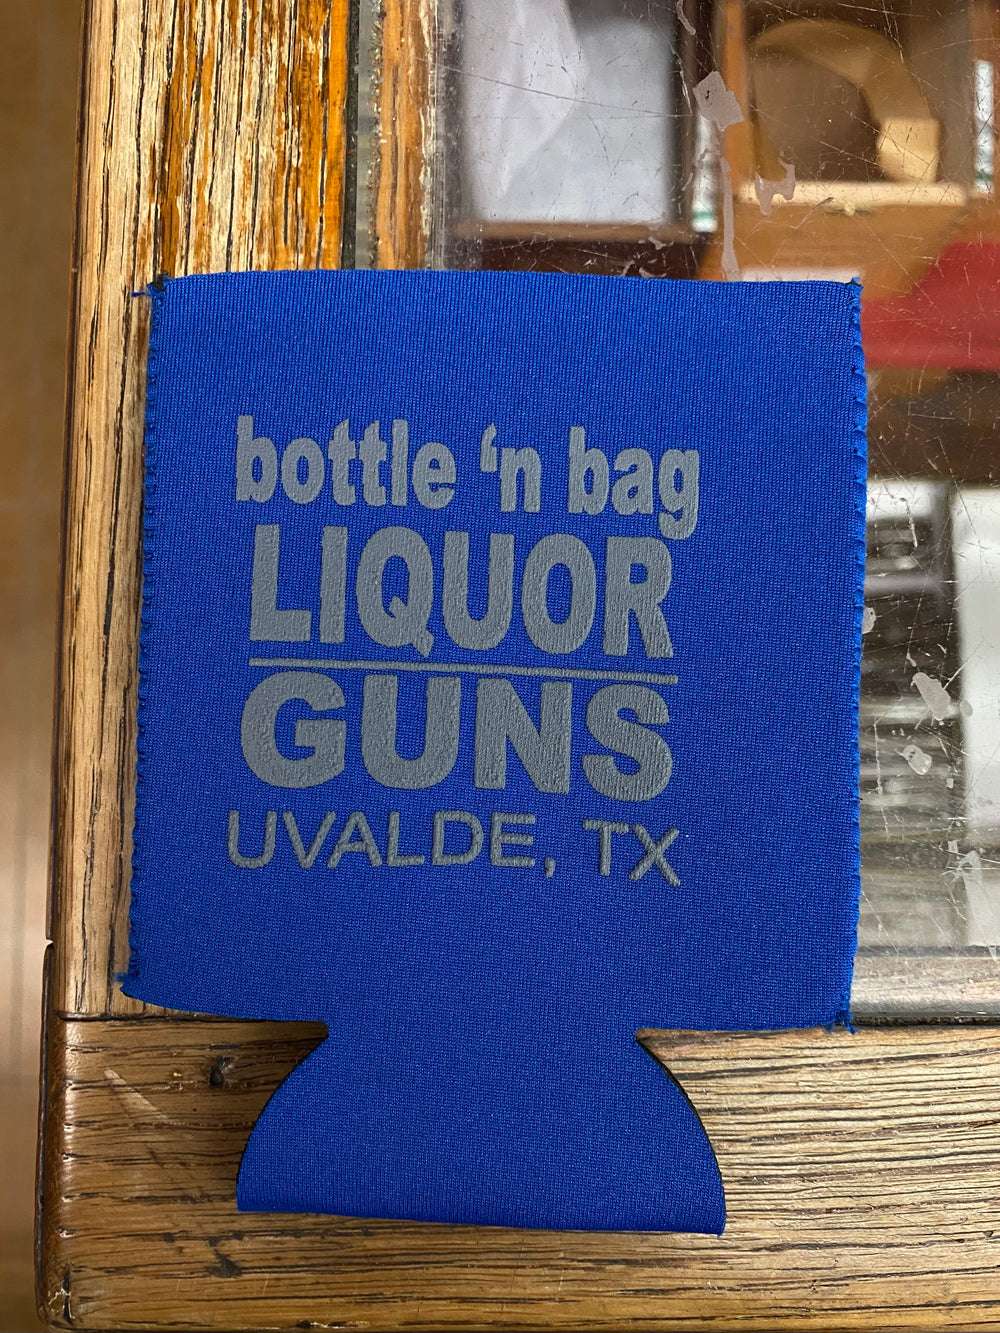 bottle ‘n bag
LIQUOR
GUNS
UVALDE, TX